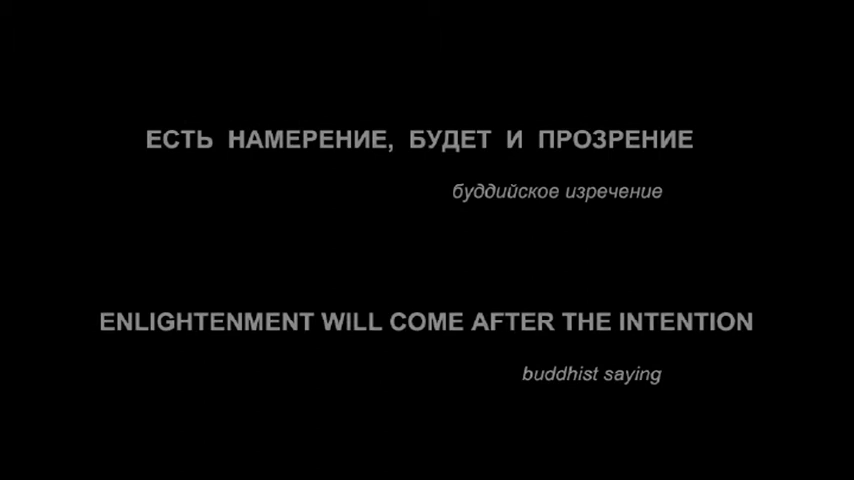 ЕСТЬ НАМЕРЕНИЕ, БУДЕТ И ПРОЗРЕНИЕ
буддийское изречение
ENLIGHTENMENT WILL COME AFTER THE INTENTION
buddhist saying